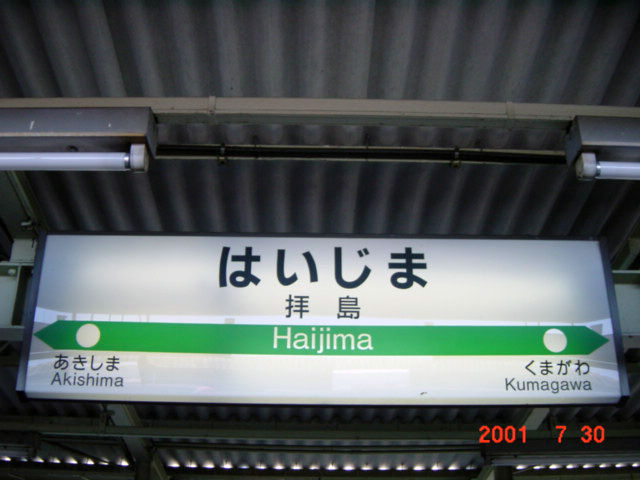 はいじま
拝島
Haijima
あきしま
Akishima
くまがわ
Kumagawa
2001 7 30